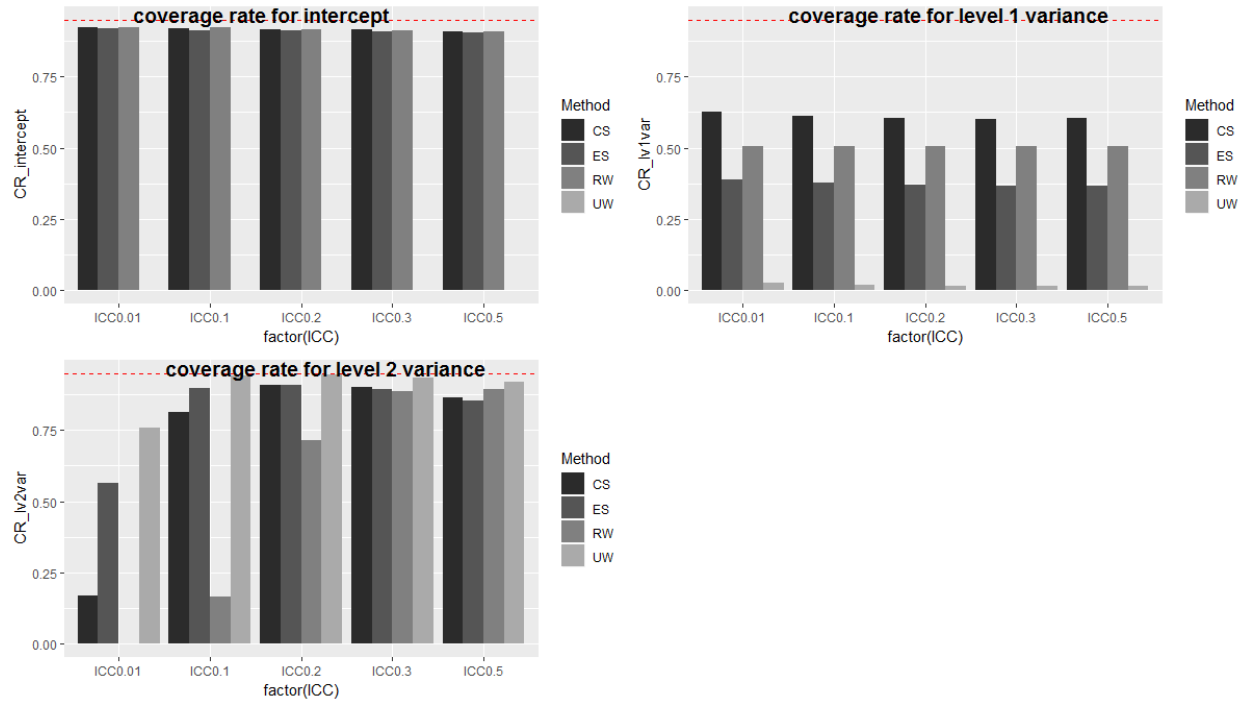 coverage rate for intercept
CR_intercept
0.75
0.50
0.25
0.00
ICC0.01 ICC0.1 ICC0.2 ICC0.3 ICC0.5
factor(ICC)
Method
CS
ES
RW
UW
coverage rate for level 1 variance
CR_lv1var
0.75
0.50
0.25
0.00
ICC0.01 ICC0.1 ICC0.2 ICC0.3 ICC0.5
factor(ICC)
Method
CS
ES
RW
UW
coverage rate for level 2 variance
CR_lv2var
0.75
0.50
0.25
0.00
ICC0.01 ICC0.1 ICC0.2 ICC0.3 ICC0.5
factor(ICC)
Method
CS
ES
RW
UW